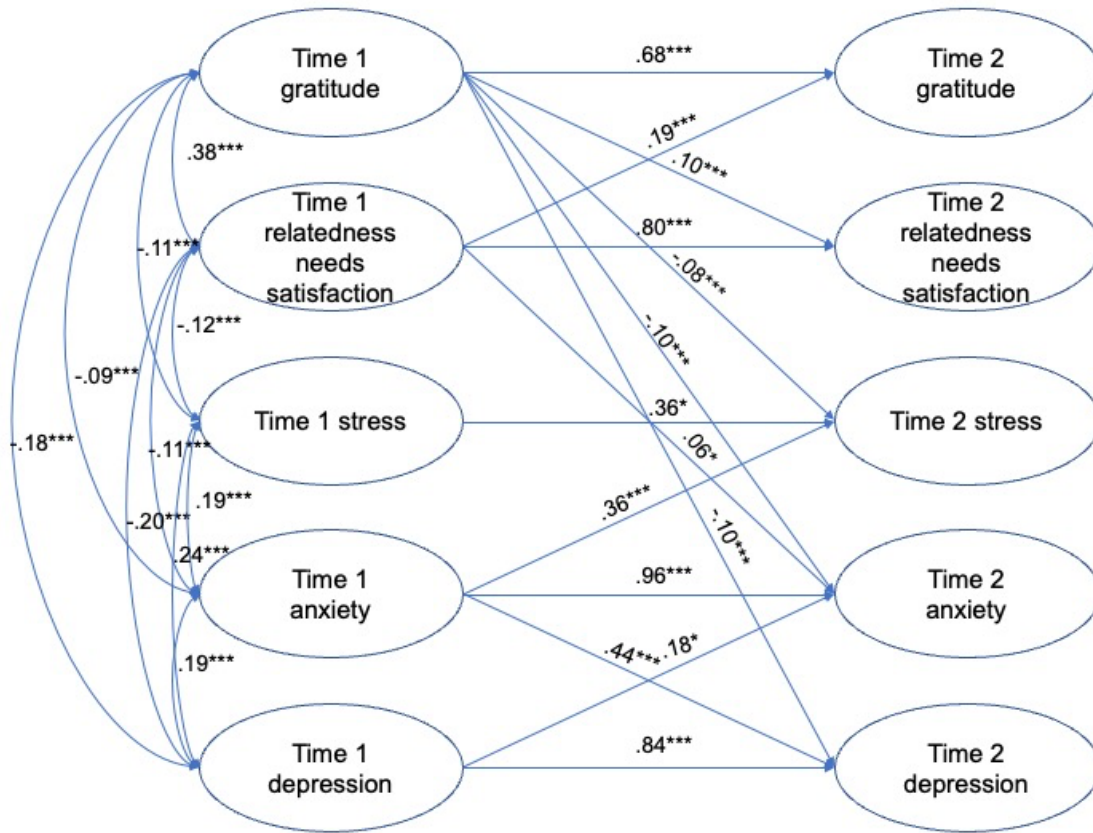 Time 1
gratitude
.68***
Time 2
gratitude
.38***
.19***
.10***
Time 1
relatedness
needs
satisfaction
.80***
Time 2
relatedness
needs
satisfaction
-.11***
-.08***
-.12***
-.10***
-.09***
Time 1 stress
.36*
Time 2 stress
-.18***
-.11***
.06*
.19***
.36***
-.20***
-.10***
.24***
Time 1
anxiety
.96***
Time 2
anxiety
.19***
.44***
.18*
Time 1
depression
.84***
Time 2
depression